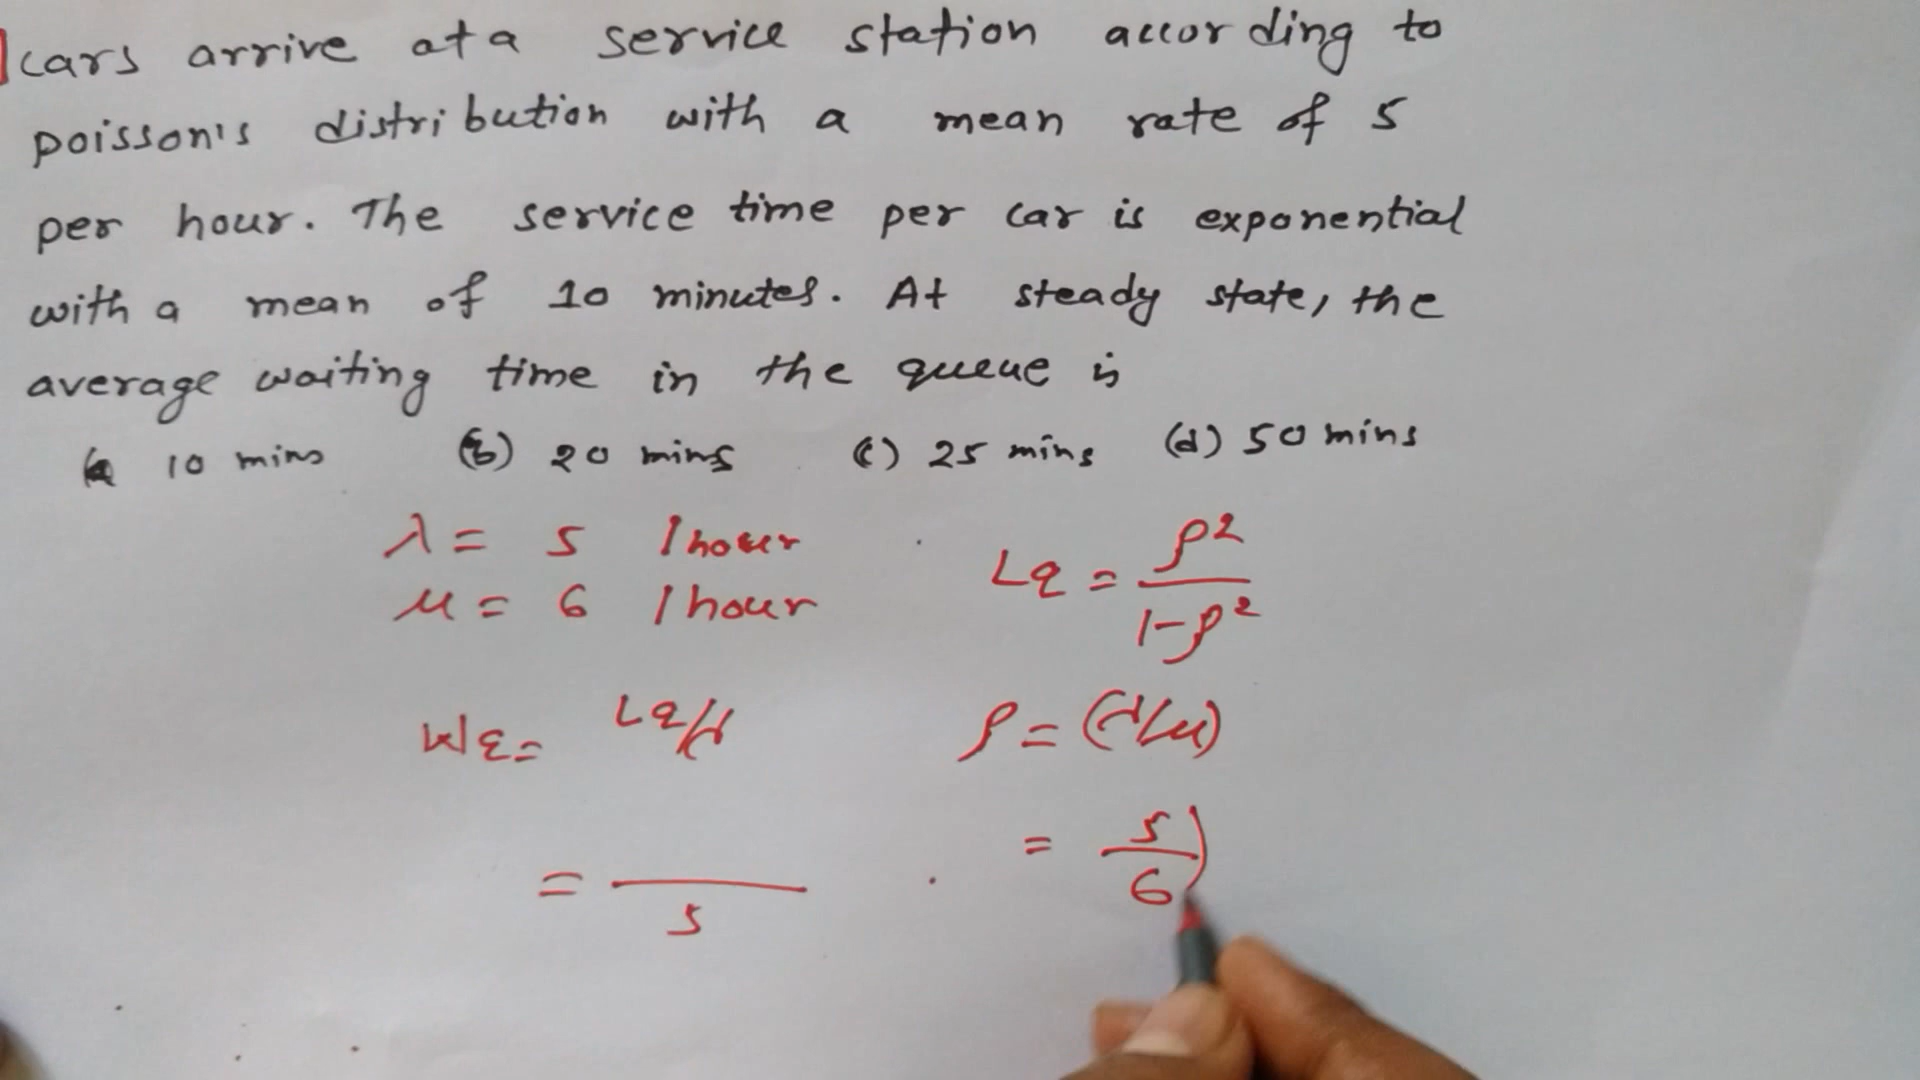 cars arrive at a service station according to
poisson's distribution with a mean rate of 5
per hour. The service time per car is exponential
with a mean of 10 minutes. At steady state, the
average waiting time in the queue is
a 10 mins (b) 20 mins (c) 25 mins (d) 50 mins
λ = 5 / hour
μ = 6 / hour
Lq = ρ2
1-ρ2
Wq = Lq/λ
ρ = (λ/μ)
= 5
6)
=
5